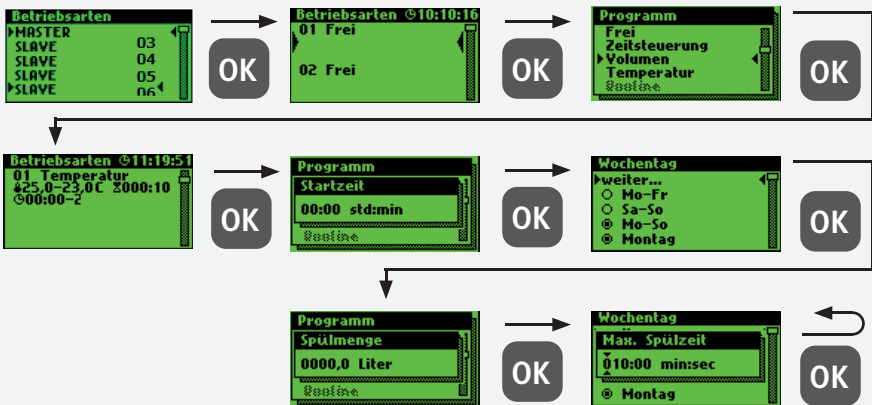 Betriebsarten
MASTER
SLAVE 03
SLAVE 04
SLAVE 05
SLAVE 06
OK
Betriebsarten 10:10:16
01 Frei
02 Frei
OK
Programm
Frei
Zeitsteuerung
Volumen
Temperatur
OK
Betriebsarten 11:19:51
01 Temperatur
25,0-23,0C 000:10
00:00-2
OK
Programm
Startzeit
00:00 std:min
OK
Wochentag
weiter...
Mo-Fr
Sa-So
Mo-So
Montag
OK
Programm
Spülmenge
0000,0 Liter
OK
Wochentag
Max. Spülzeit
010:00 min:sec
Montag
OK